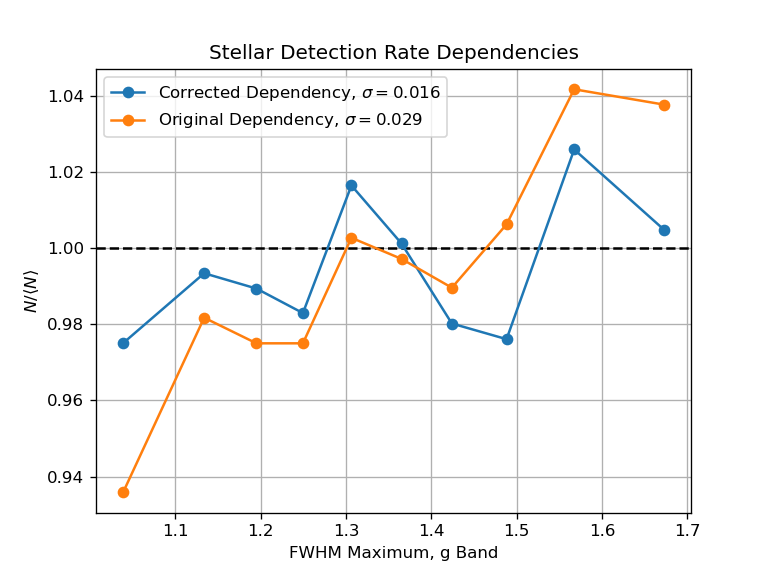 Stellar Detection Rate Dependencies
Corrected Dependency, σ = 0.016
Original Dependency, σ = 0.029
1.04
1.02
1.00
0.98
0.96
0.94
N/⟨N⟩
1.1 1.2 1.3 1.4 1.5 1.6 1.7
FWHM Maximum, g Band